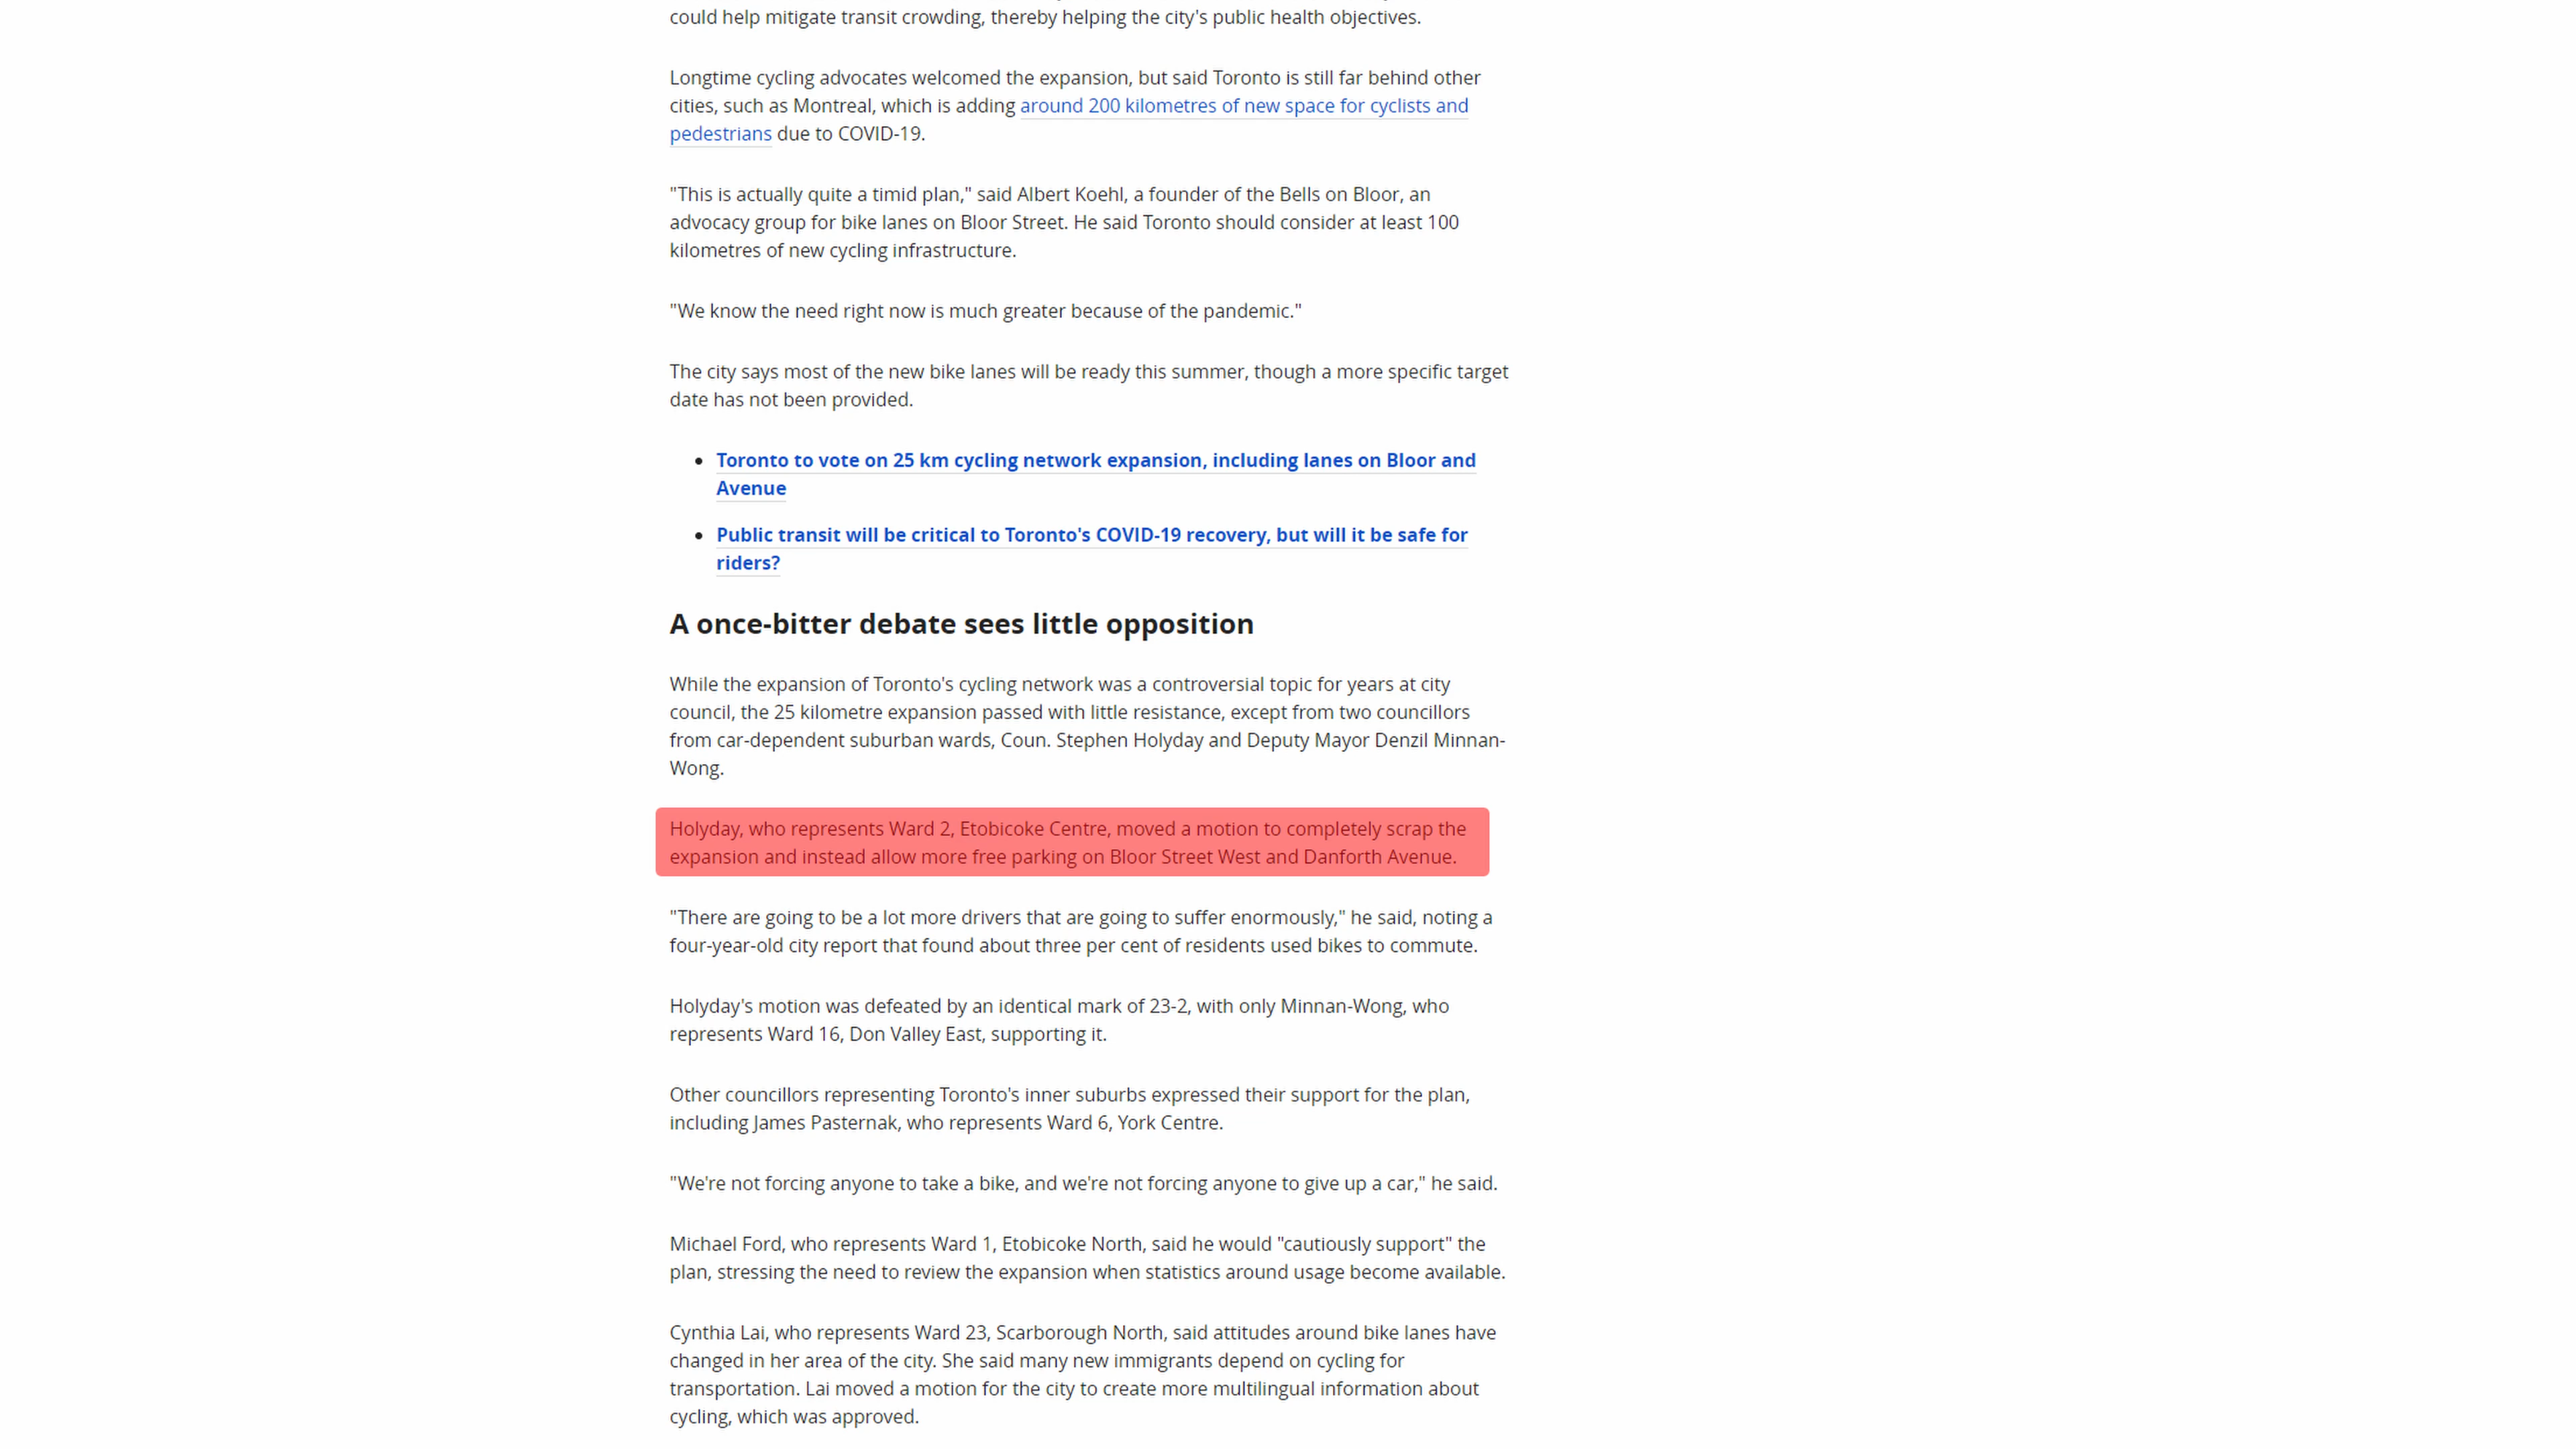 could help mitigate transit crowding, thereby helping the city's public health objectives.
Longtime cycling advocates welcomed the expansion, but said Toronto is still far behind other
cities, such as Montreal, which is adding around 200 kilometres of new space for cyclists and
pedestrians due to COVID-19.
"This is actually quite a timid plan," said Albert Koehl, a founder of the Bells on Bloor, an
advocacy group for bike lanes on Bloor Street. He said Toronto should consider at least 100
kilometres of new cycling infrastructure.
"We know the need right now is much greater because of the pandemic."
The city says most of the new bike lanes will be ready this summer, though a more specific target
date has not been provided.
• Toronto to vote on 25 km cycling network expansion, including lanes on Bloor and
Avenue
• Public transit will be critical to Toronto's COVID-19 recovery, but will it be safe for
riders?
A once-bitter debate sees little opposition
While the expansion of Toronto's cycling network was a controversial topic for years at city
council, the 25 kilometre expansion passed with little resistance, except from two councillors
from car-dependent suburban wards, Coun. Stephen Holyday and Deputy Mayor Denzil Minnan-
Wong.
Holyday, who represents Ward 2, Etobicoke Centre, moved a motion to completely scrap the
expansion and instead allow more free parking on Bloor Street West and Danforth Avenue.
"There are going to be a lot more drivers that are going to suffer enormously," he said, noting a
four-year-old city report that found about three per cent of residents used bikes to commute.
Holyday's motion was defeated by an identical mark of 23-2, with only Minnan-Wong, who
represents Ward 16, Don Valley East, supporting it.
Other councillors representing Toronto's inner suburbs expressed their support for the plan,
including James Pasternak, who represents Ward 6, York Centre.
"We're not forcing anyone to take a bike, and we're not forcing anyone to give up a car," he said.
Michael Ford, who represents Ward 1, Etobicoke North, said he would "cautiously support" the
plan, stressing the need to review the expansion when statistics around usage become available.
Cynthia Lai, who represents Ward 23, Scarborough North, said attitudes around bike lanes have
changed in her area of the city. She said many new immigrants depend on cycling for
transportation. Lai moved a motion for the city to create more multilingual information about
cycling, which was approved.